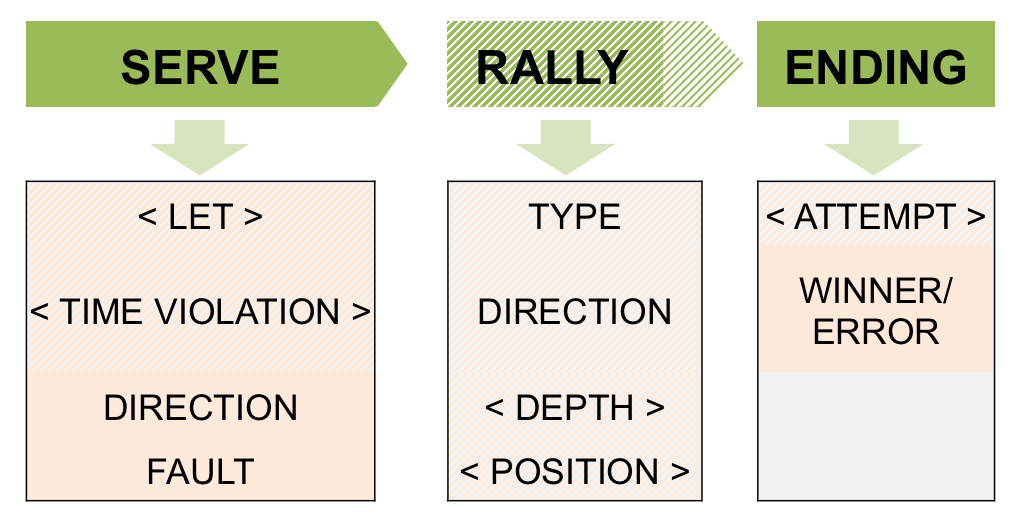 SERVE
RALLY
ENDING
< LET >
< TIME VIOLATION >
DIRECTION
FAULT
TYPE
DIRECTION
< DEPTH >
< POSITION >
< ATTEMPT >
WINNER/
ERROR